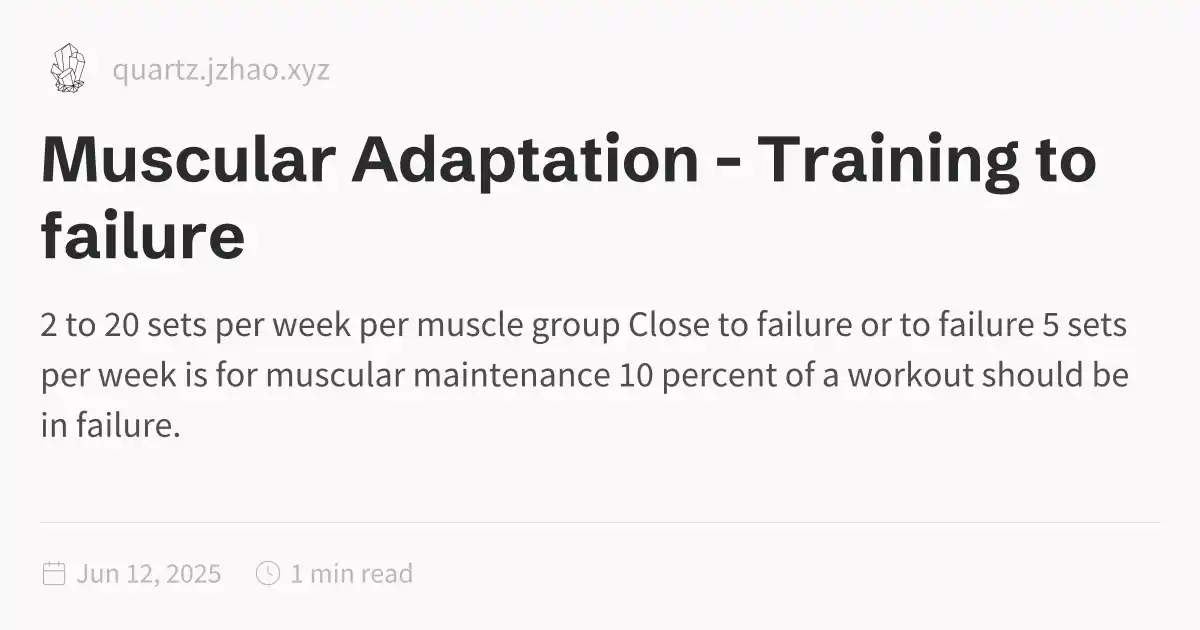 quartz.jzhao.xyz
Muscular Adaptation - Training to
failure
2 to 20 sets per week per muscle group Close to failure or to failure 5 sets
per week is for muscular maintenance 10 percent of a workout should be
in failure.
Jun 12, 2025 1 min read